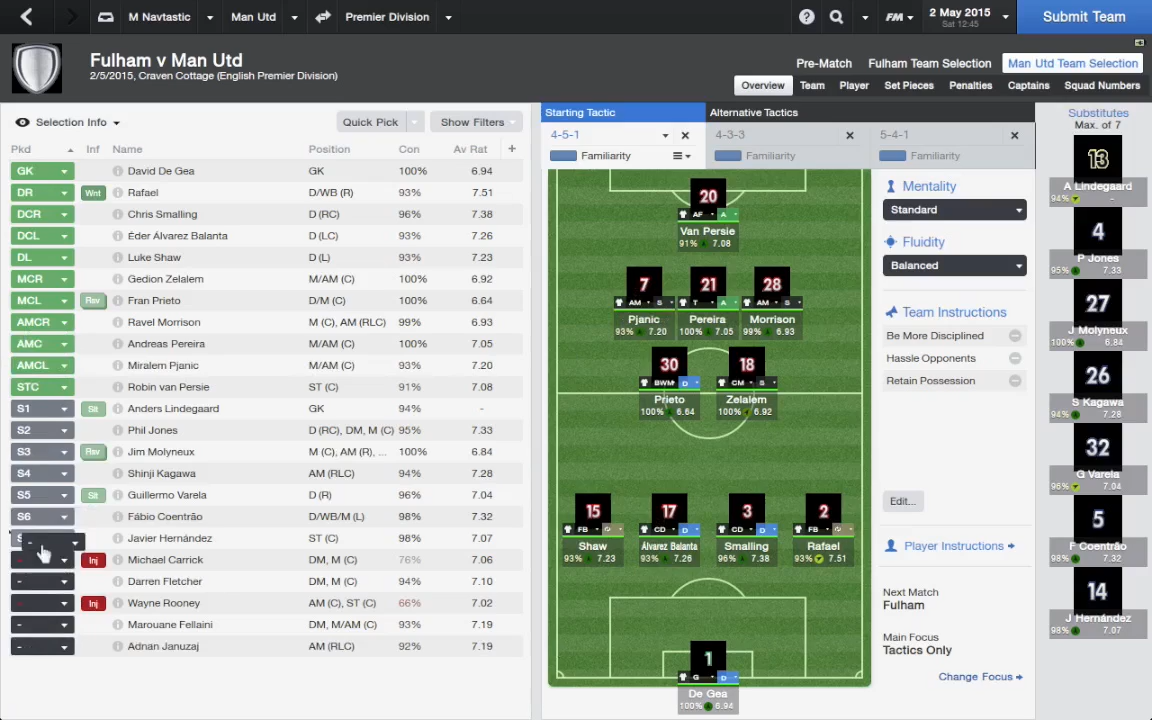 M Navtastic Man Utd Premier Division
FM 2 May 2015
Sat 12:45
Submit Team
Fulham v Man Utd
2/5/2015, Craven Cottage (English Premier Division)
Pre-Match Fulham Team Selection Man Utd Team Selection
Overview Team Player Set Pieces Penalties Captains Squad Numbers
Selection Info Quick Pick Show Filters
Pkd Inf Name Position Con Av Rat +
GK David De Gea GK 100% 6.94
DR Wnt Rafael D/WB (R) 93% 7.51
DCR Chris Smalling D (RC) 96% 7.38
DCL Éder Álvarez Balanta D (LC) 93% 7.26
DL Luke Shaw D (L) 93% 7.23
MCR Gedion Zelalem M/AM (C) 100% 6.92
MCL Rsv Fran Prieto D/M (C) 100% 6.64
AMCR Ravel Morrison M (C), AM (RLC) 99% 6.93
AMC Andreas Pereira M/AM (C) 100% 7.05
AMCL Miralem Pjanic M/AM (C) 93% 7.20
STC Robin van Persie ST (C) 91% 7.08
S1 Slt Anders Lindegaard GK 94% -
S2 Phil Jones D (RC), DM, M (C) 95% 7.33
S3 Rsv Jim Molyneux M (C), AM (R), ... 100% 6.84
S4 Shinji Kagawa AM (RLC) 94% 7.28
S5 Slt Guillermo Varela D (R) 96% 7.04
S6 Fábio Coentrão D/WB/M (L) 98% 7.32
- Javier Hernández ST (C) 98% 7.07
- Inj Michael Carrick DM, M (C) 76% 7.06
- Darren Fletcher DM, M (C) 94% 7.10
- Inj Wayne Rooney AM (C), ST (C) 66% 7.02
- Marouane Fellaini DM, M/AM (C) 93% 7.19
- Adnan Januzaj AM (RLC) 92% 7.19
Starting Tactic Alternative Tactics
4-5-1 4-3-3 5-4-1
Familiarity Familiarity Familiarity
20
AF A
Van Persie
91% 7.08
7 21 28
AM S T A AM S
Pjanic Pereira Morrison
93% 7.20 100% 7.05 99% 6.93
30 18
BWM D CM S
Prieto Zelalem
100% 6.64 100% 6.92
15 17 3 2
FB CD D CD D FB
Shaw Álvarez Balanta Smalling Rafael
93% 7.23 93% 7.26 96% 7.38 93% 7.51
1
G D
De Gea
100% 6.94
Mentality
Standard
Fluidity
Balanced
Team Instructions
Be More Disciplined
Hassle Opponents
Retain Possession
Edit...
Player Instructions
Next Match
Fulham
Main Focus
Tactics Only
Change Focus
Substitutes
Max. of 7
13
A Lindegaard
94% -
4
P Jones
95% 7.33
27
J Molyneux
100% 6.84
26
S Kagawa
94% 7.28
32
G Varela
96% 7.04
5
F Coentrão
98% 7.32
14
J Hernández
98% 7.07